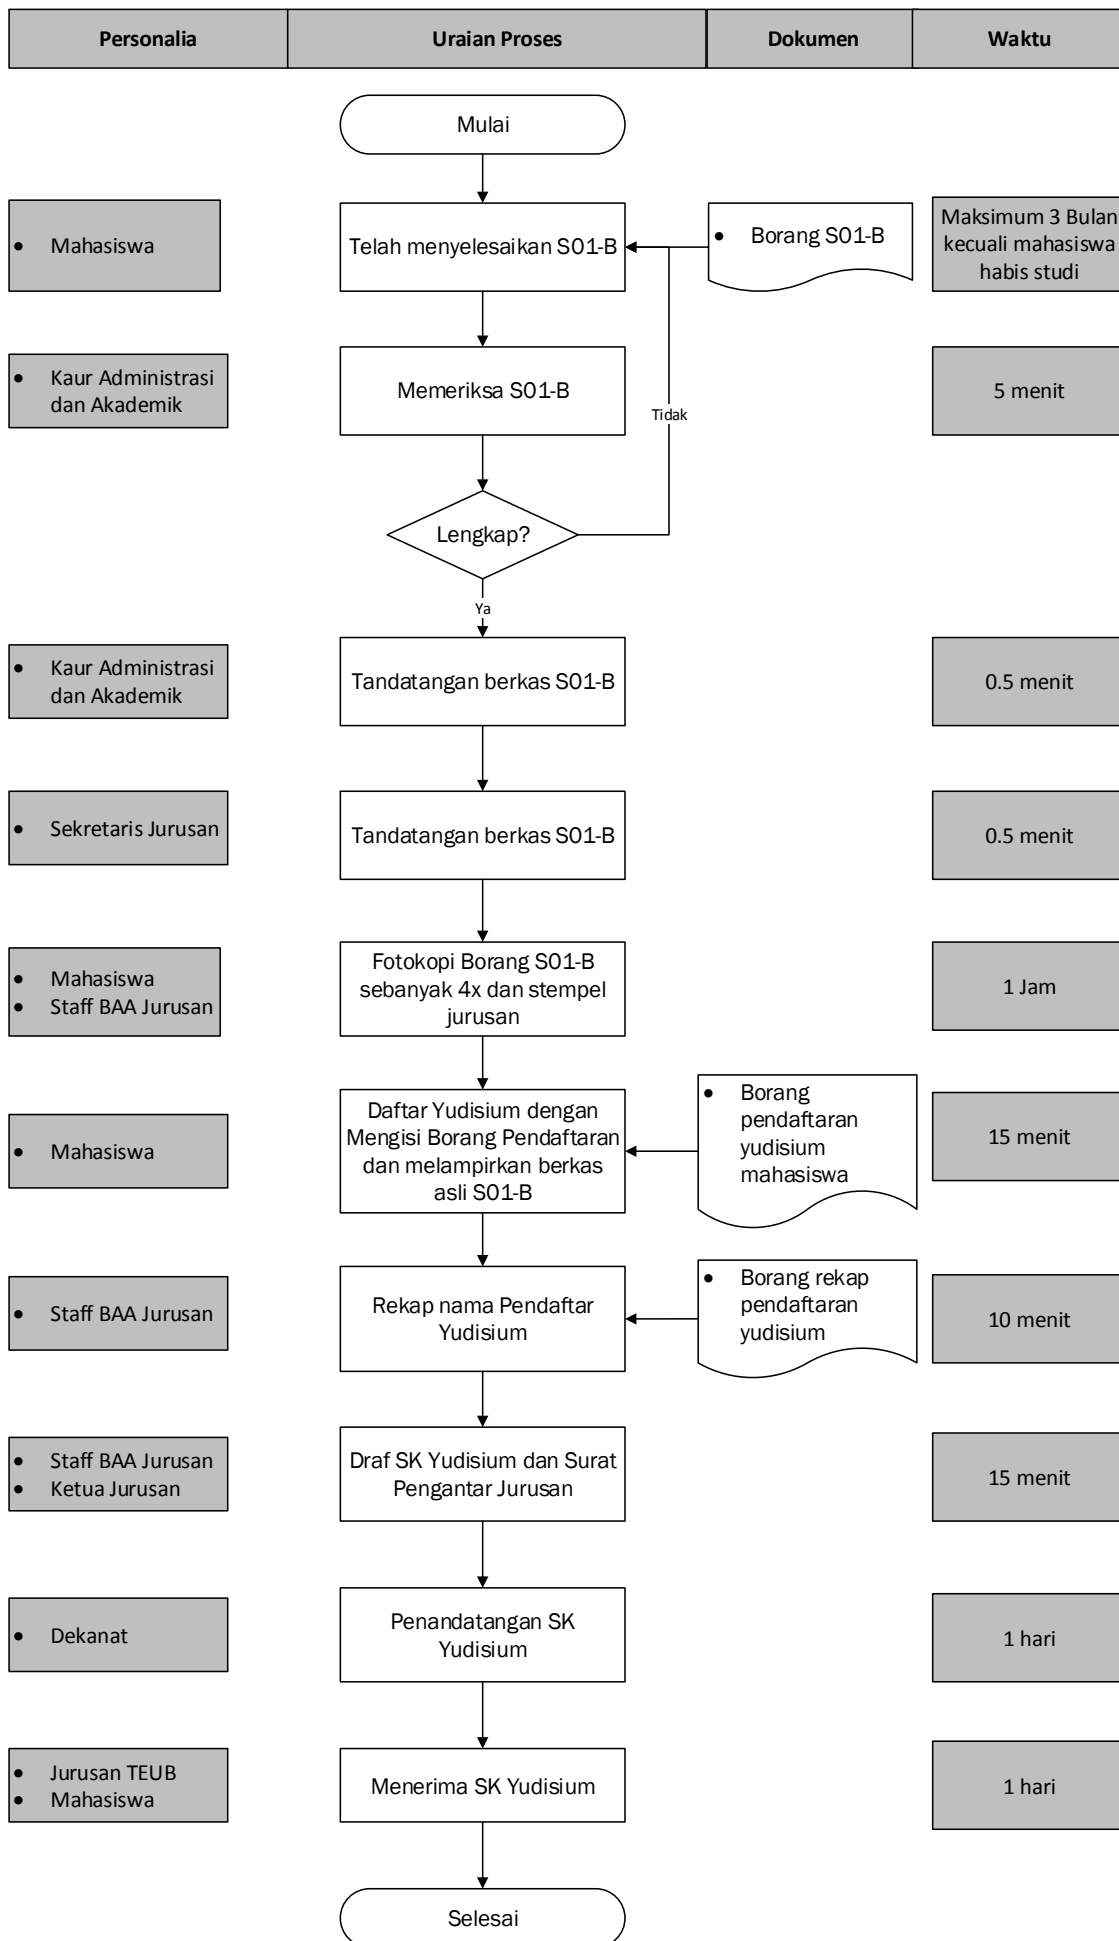 Personalia
Uraian Proses
Dokumen
Waktu
Mulai
• Mahasiswa
Telah menyelesaikan S01-B
• Borang S01-B
Maksimum 3 Bulan
kecuali mahasiswa
habis studi
• Kaur Administrasi
dan Akademik
Memeriksa S01-B
Tidak
5 menit
Lengkap?
Ya
• Kaur Administrasi
dan Akademik
Tandatangan berkas S01-B
0.5 menit
• Sekretaris Jurusan
Tandatangan berkas S01-B
0.5 menit
• Mahasiswa
• Staff BAA Jurusan
Fotokopi Borang S01-B
sebanyak 4x dan stempel
jurusan
1 Jam
• Mahasiswa
Daftar Yudisium dengan
Mengisi Borang Pendaftaran
dan melampirkan berkas
asli S01-B
• Borang
pendaftaran
yudisium
mahasiswa
15 menit
• Staff BAA Jurusan
Rekap nama Pendaftar
Yudisium
• Borang rekap
pendaftaran
yudisium
10 menit
• Staff BAA Jurusan
• Ketua Jurusan
Draf SK Yudisium dan Surat
Pengantar Jurusan
15 menit
• Dekanat
Penandatangan SK
Yudisium
1 hari
• Jurusan TEUB
• Mahasiswa
Menerima SK Yudisium
1 hari
Selesai